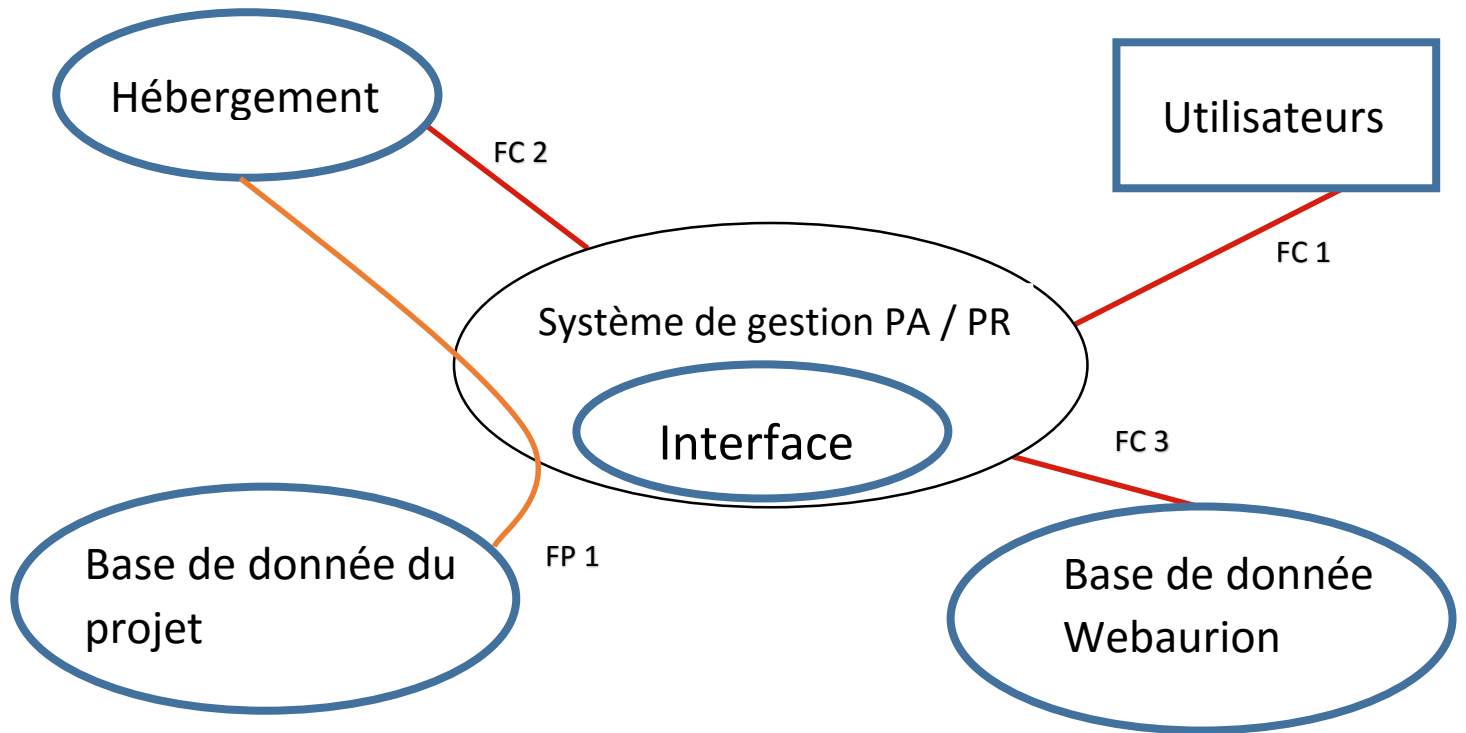 Hébergement
Utilisateurs
FC 2
FC 1
Système de gestion PA / PR
Interface
FC 3
FP 1
Base de donnée du
projet
Base de donnée
Webaurion